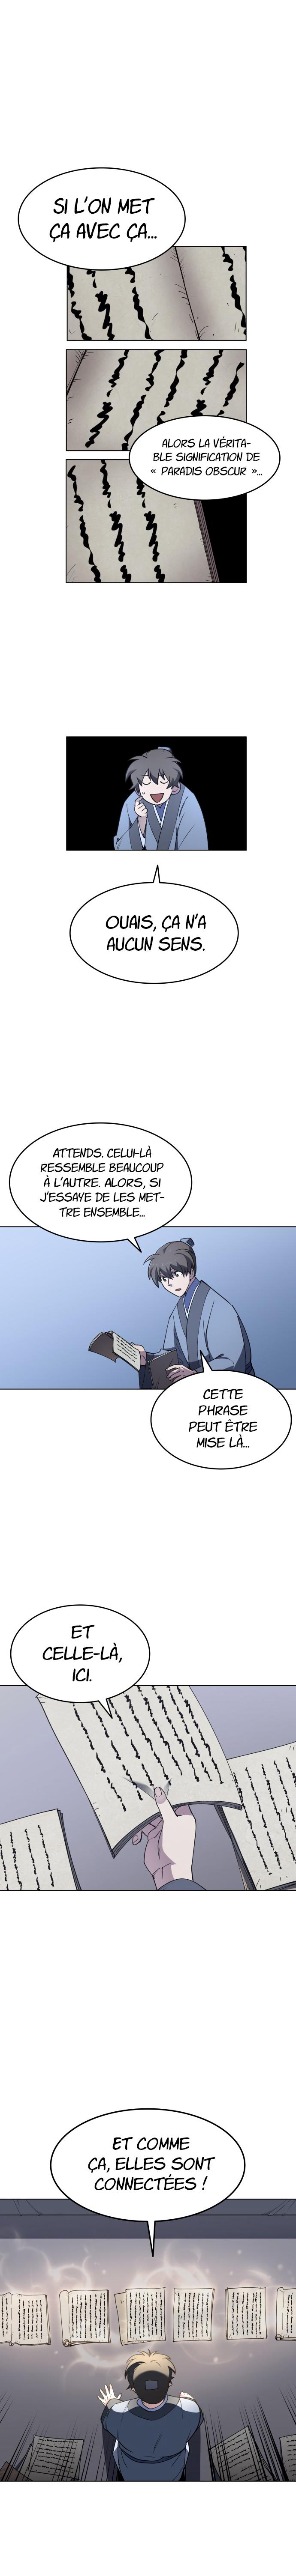 SI L'ON MET
ÇA AVEC ÇA...
ALORS LA VÉRITA-
BLE SIGNIFICATION DE
« PARADIS OBSCUR »...
OUAIS, ÇA N'A
AUCUN SENS.
ATTENDS. CELUI-LÀ
RESSEMBLE BEAUCOUP
À L'AUTRE. ALORS, SI
J'ESSAYE DE LES MET-
TRE ENSEMBLE...
CETTE
PHRASE
PEUT ÊTRE
MISE LÀ...
ET
CELLE-LÀ,
ICI.
ET COMME
ÇA, ELLES SONT
CONNECTÉES !